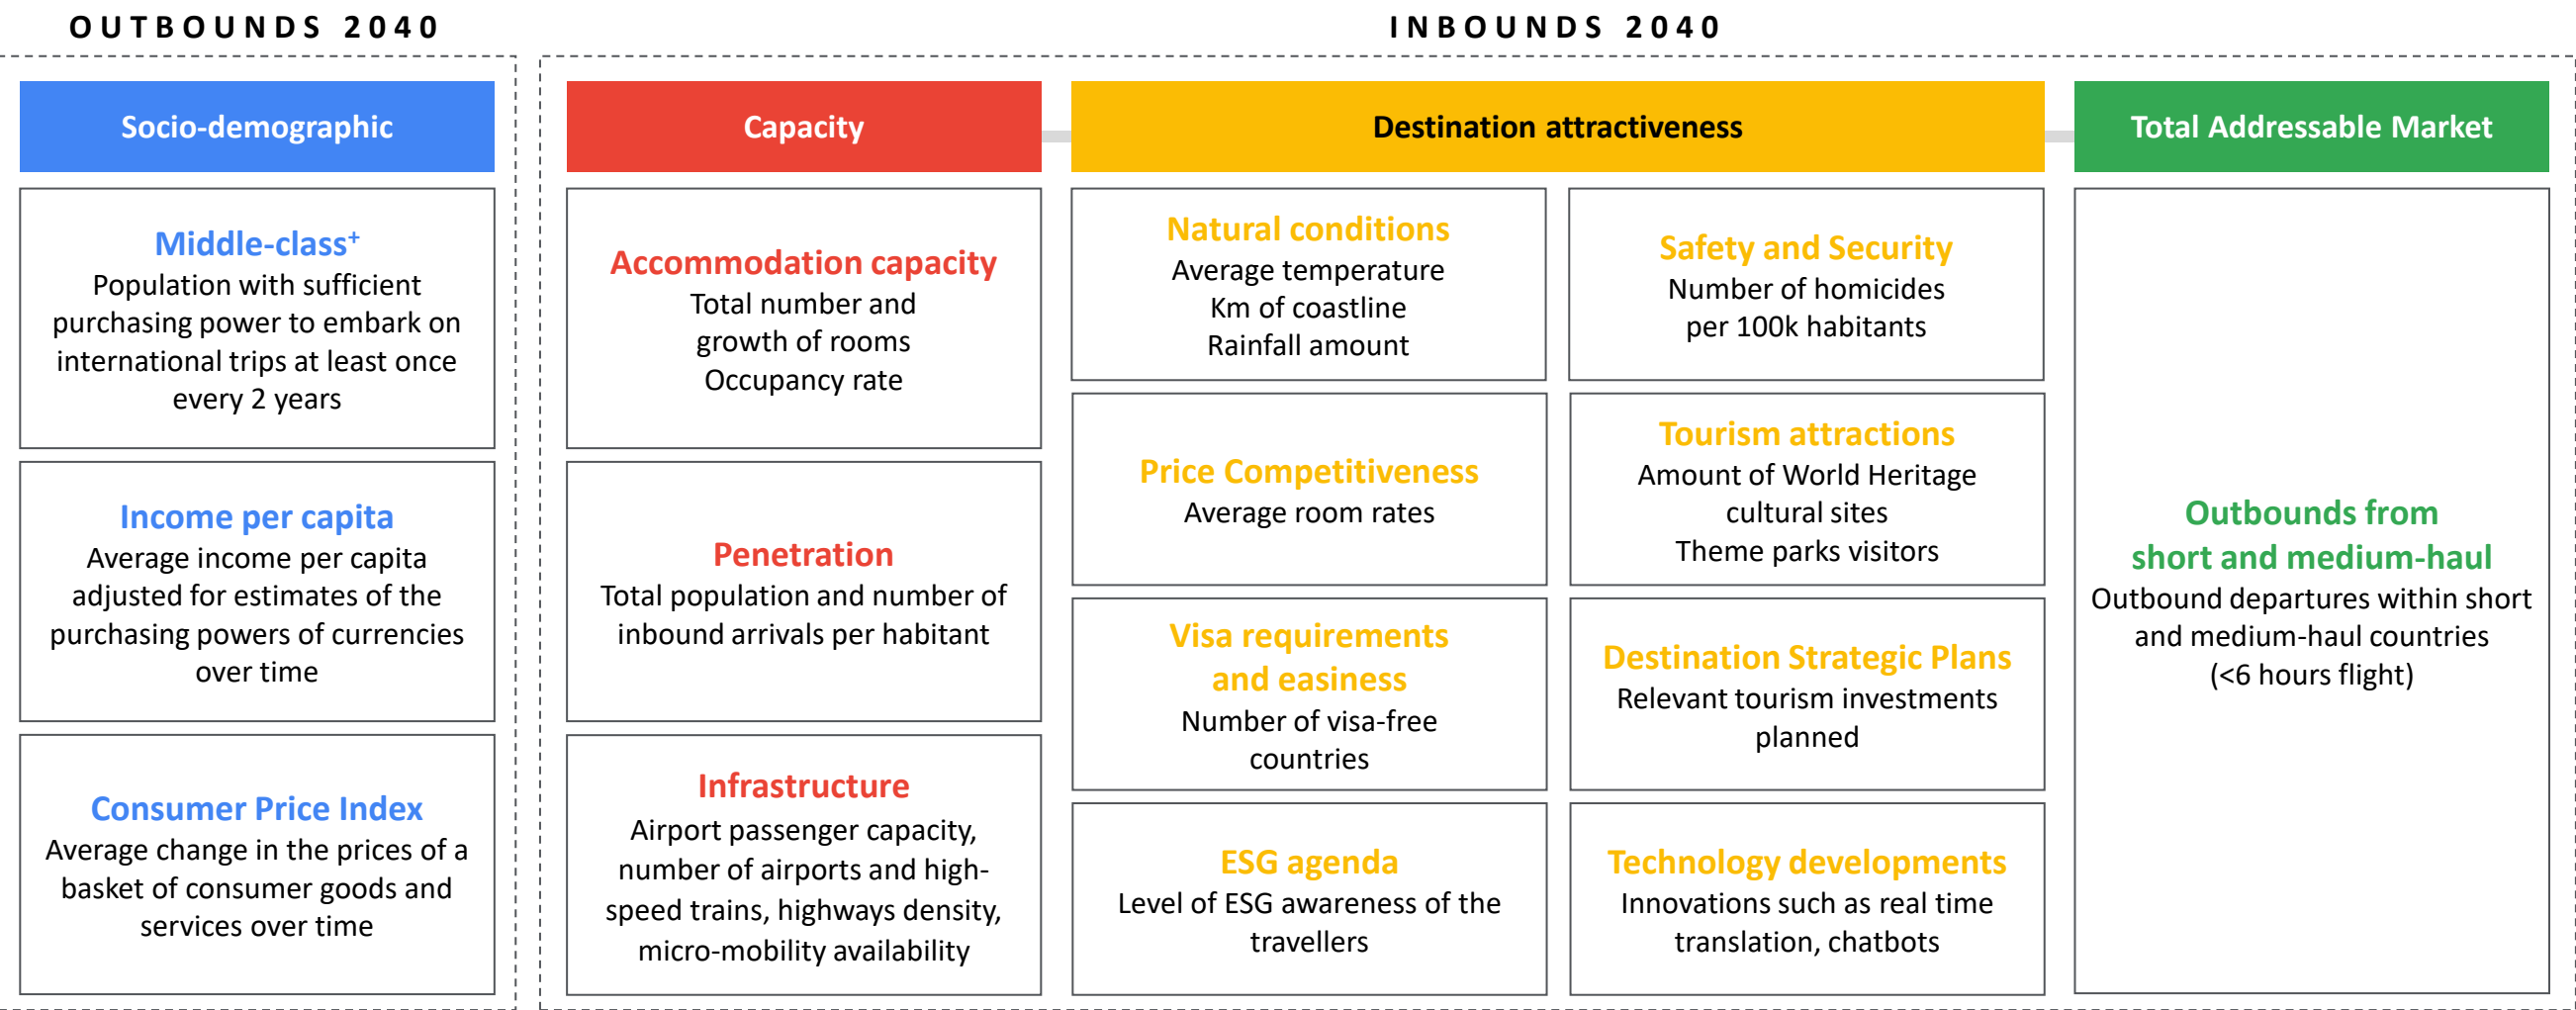 OUTBOUNDS 2040
INBOUNDS 2040
Socio-demographic
Middle-class+
Population with sufficient
purchasing power to embark on
international trips at least once
every 2 years
Income per capita
Average income per capita
adjusted for estimates of the
purchasing powers of currencies
over time
Consumer Price Index
Average change in the prices of a
basket of consumer goods and
services over time
Capacity
Accommodation capacity
Total number and
growth of rooms
Occupancy rate
Penetration
Total population and number of
inbound arrivals per habitant
Infrastructure
Airport passenger capacity,
number of airports and high-
speed trains, highways density,
micro-mobility availability
Destination attractiveness
Natural conditions
Average temperature
Km of coastline
Rainfall amount
Safety and Security
Number of homicides
per 100k habitants
Price Competitiveness
Average room rates
Tourism attractions
Amount of World Heritage
cultural sites
Theme parks visitors
Visa requirements
and easiness
Number of visa-free
countries
Destination Strategic Plans
Relevant tourism investments
planned
ESG agenda
Level of ESG awareness of the
travellers
Technology developments
Innovations such as real time
translation, chatbots
Total Addressable Market
Outbounds from
short and medium-haul
Outbound departures within short
and medium-haul countries
(<6 hours flight)